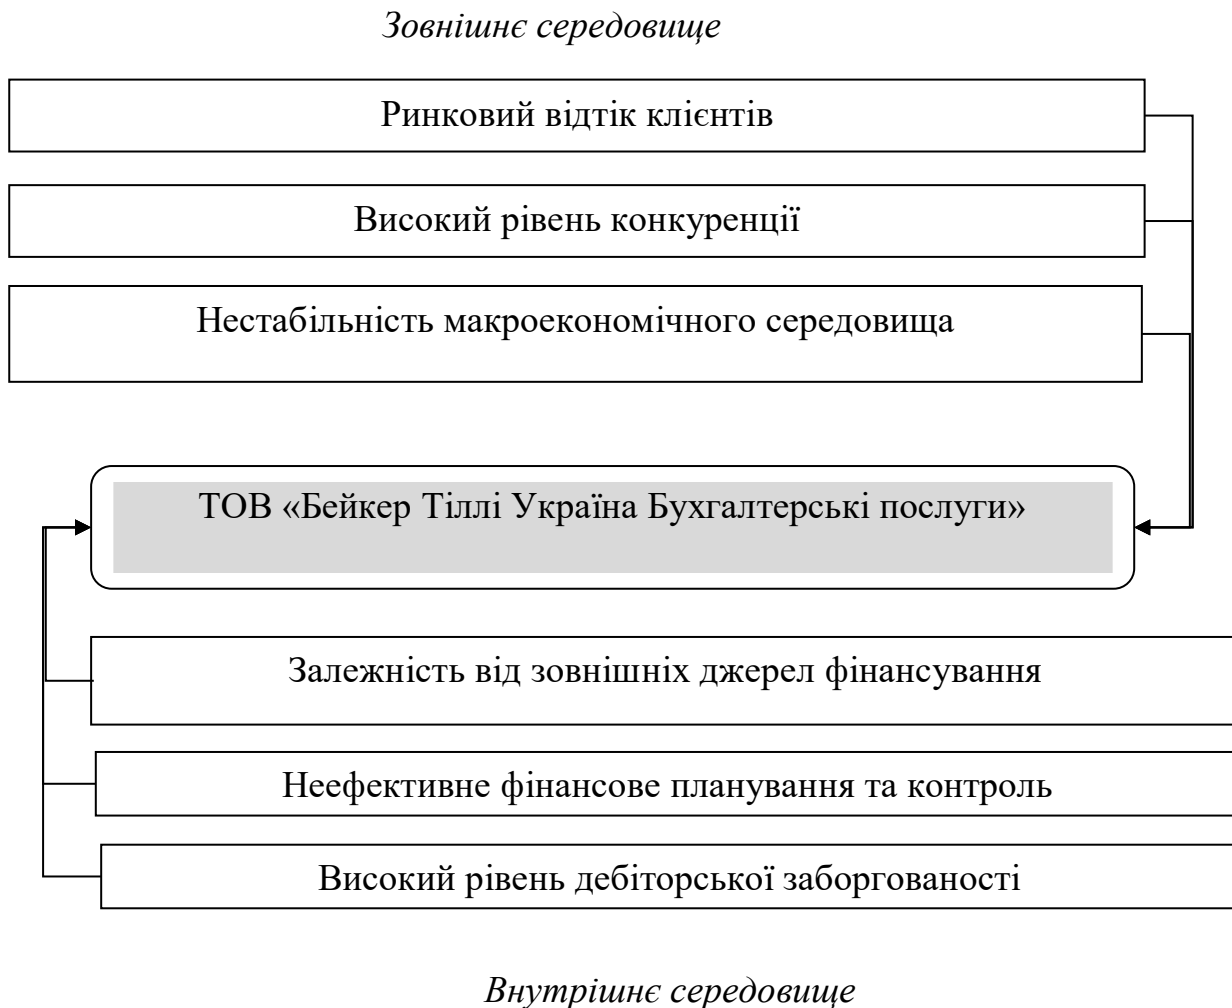 Зовнішнє середовище
Ринковий відтік клієнтів
Високий рівень конкуренції
Нестабільність макроекономічного середовища
ТОВ «Бейкер Тіллі Україна Бухгалтерські послуги»
Залежність від зовнішніх джерел фінансування
Неефективне фінансове планування та контроль
Високий рівень дебіторської заборгованості
Внутрішнє середовище